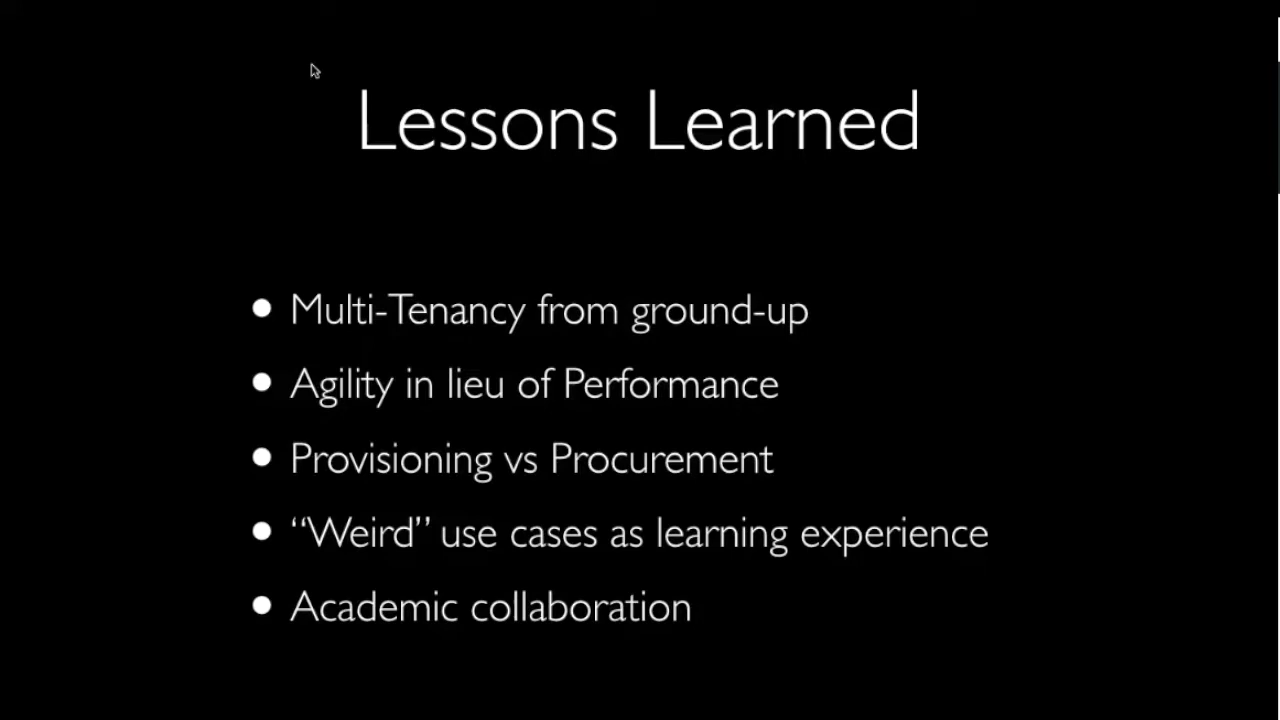 Lessons Learned
• Multi-Tenancy from ground-up
• Agility in lieu of Performance
• Provisioning vs Procurement
• “Weird” use cases as learning experience
• Academic collaboration